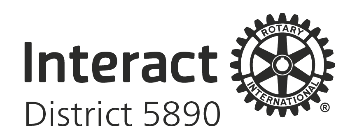 Interact
District 5890
ROTARY
INTERNATIONAL
®